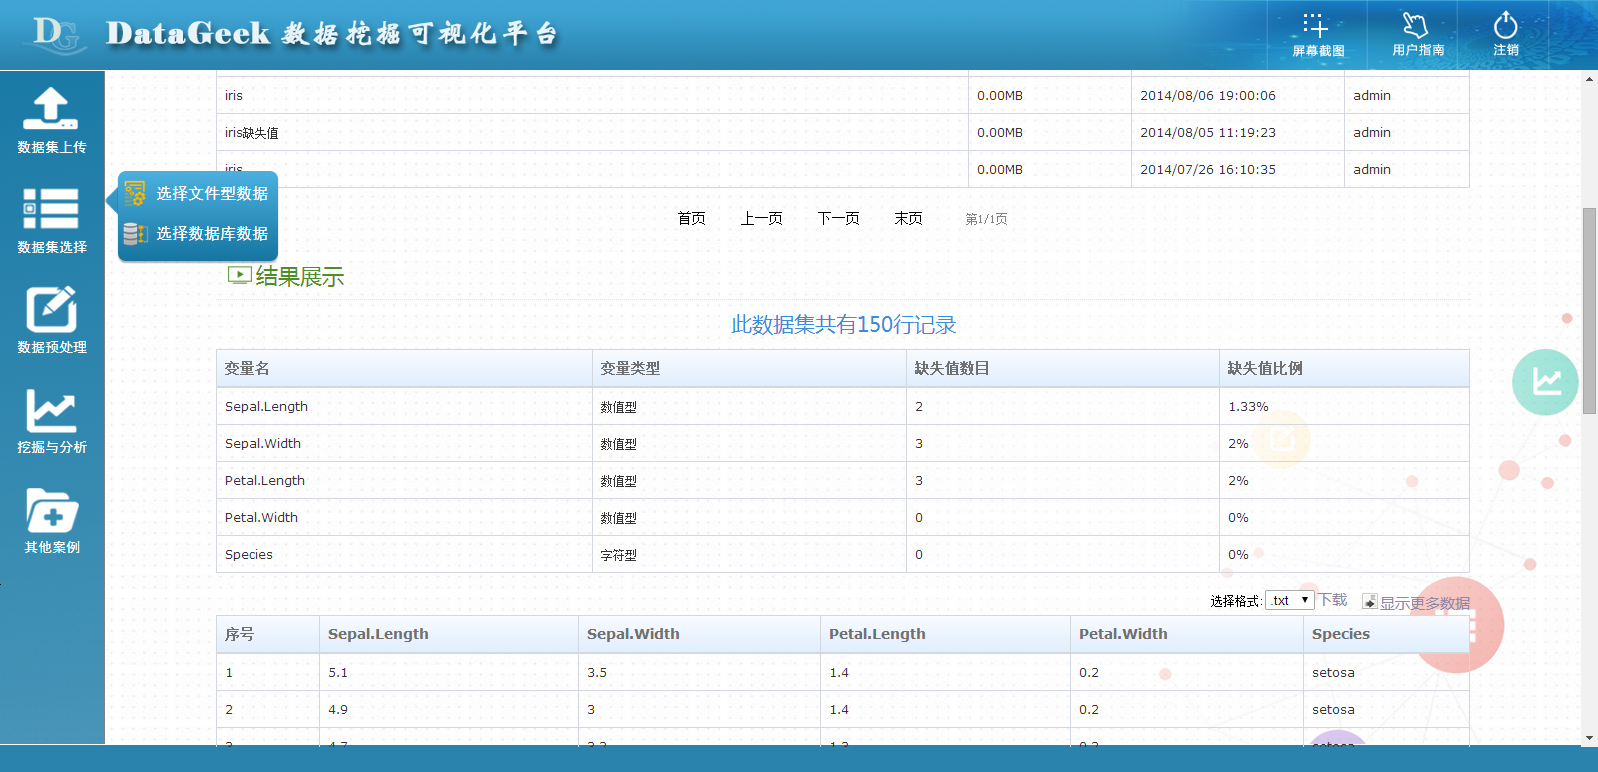 DG DataGeek 数据挖掘可视化平台
屏幕截图 用户指南 注销
数据集上传
数据集选择
数据预处理
挖掘与分析
其他案例
选择文件型数据
选择数据库数据
iris 0.00MB 2014/08/06 19:00:06 admin
iris缺失值 0.00MB 2014/08/05 11:19:23 admin
iris 0.00MB 2014/07/26 16:10:35 admin
首页 上一页 下一页 末页 第1/1页
结果展示
此数据集共有150行记录
变量名 变量类型 缺失值数目 缺失值比例
Sepal.Length 数值型 2 1.33%
Sepal.Width 数值型 3 2%
Petal.Length 数值型 3 2%
Petal.Width 数值型 0 0%
Species 字符型 0 0%
选择格式: .txt 下载 显示更多数据
序号 Sepal.Length Sepal.Width Petal.Length Petal.Width Species
1 5.1 3.5 1.4 0.2 setosa
2 4.9 3 1.4 0.2 setosa
3 4.7 3.2 1.3 0.2 setosa